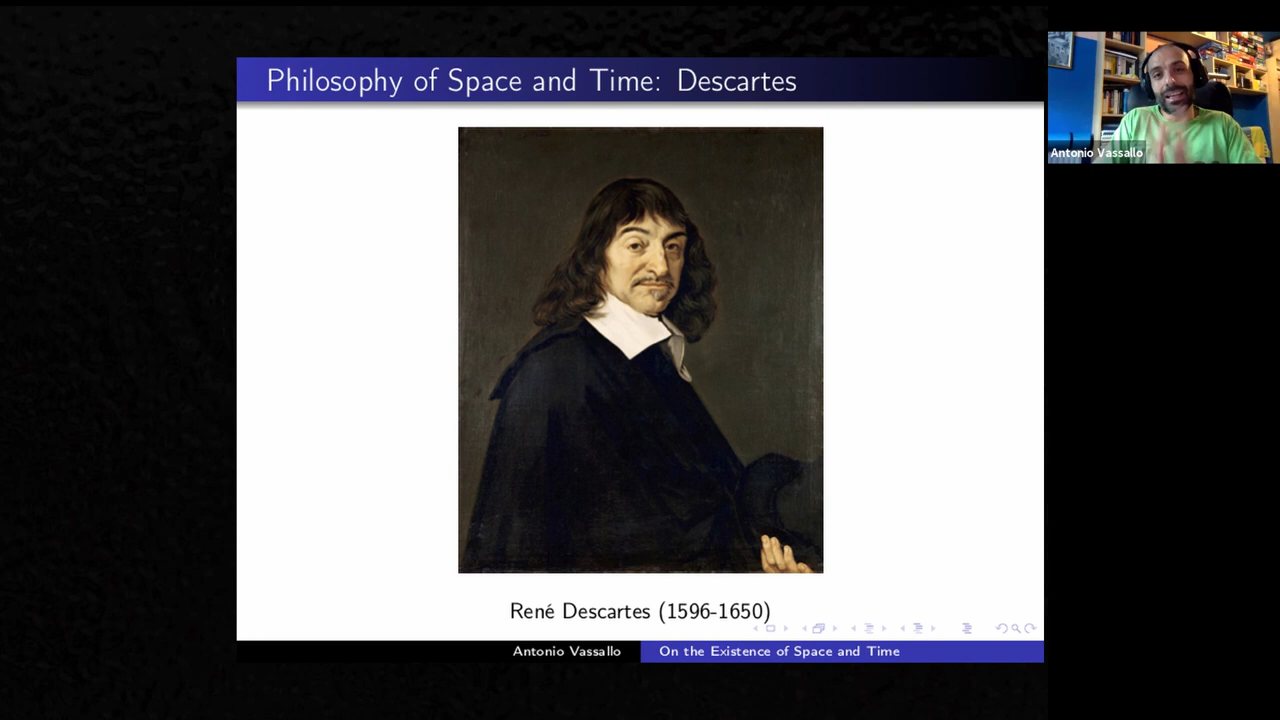 Philosophy of Space and Time: Descartes
Antonio Vassallo
René Descartes (1596-1650)
Antonio Vassallo
On the Existence of Space and Time